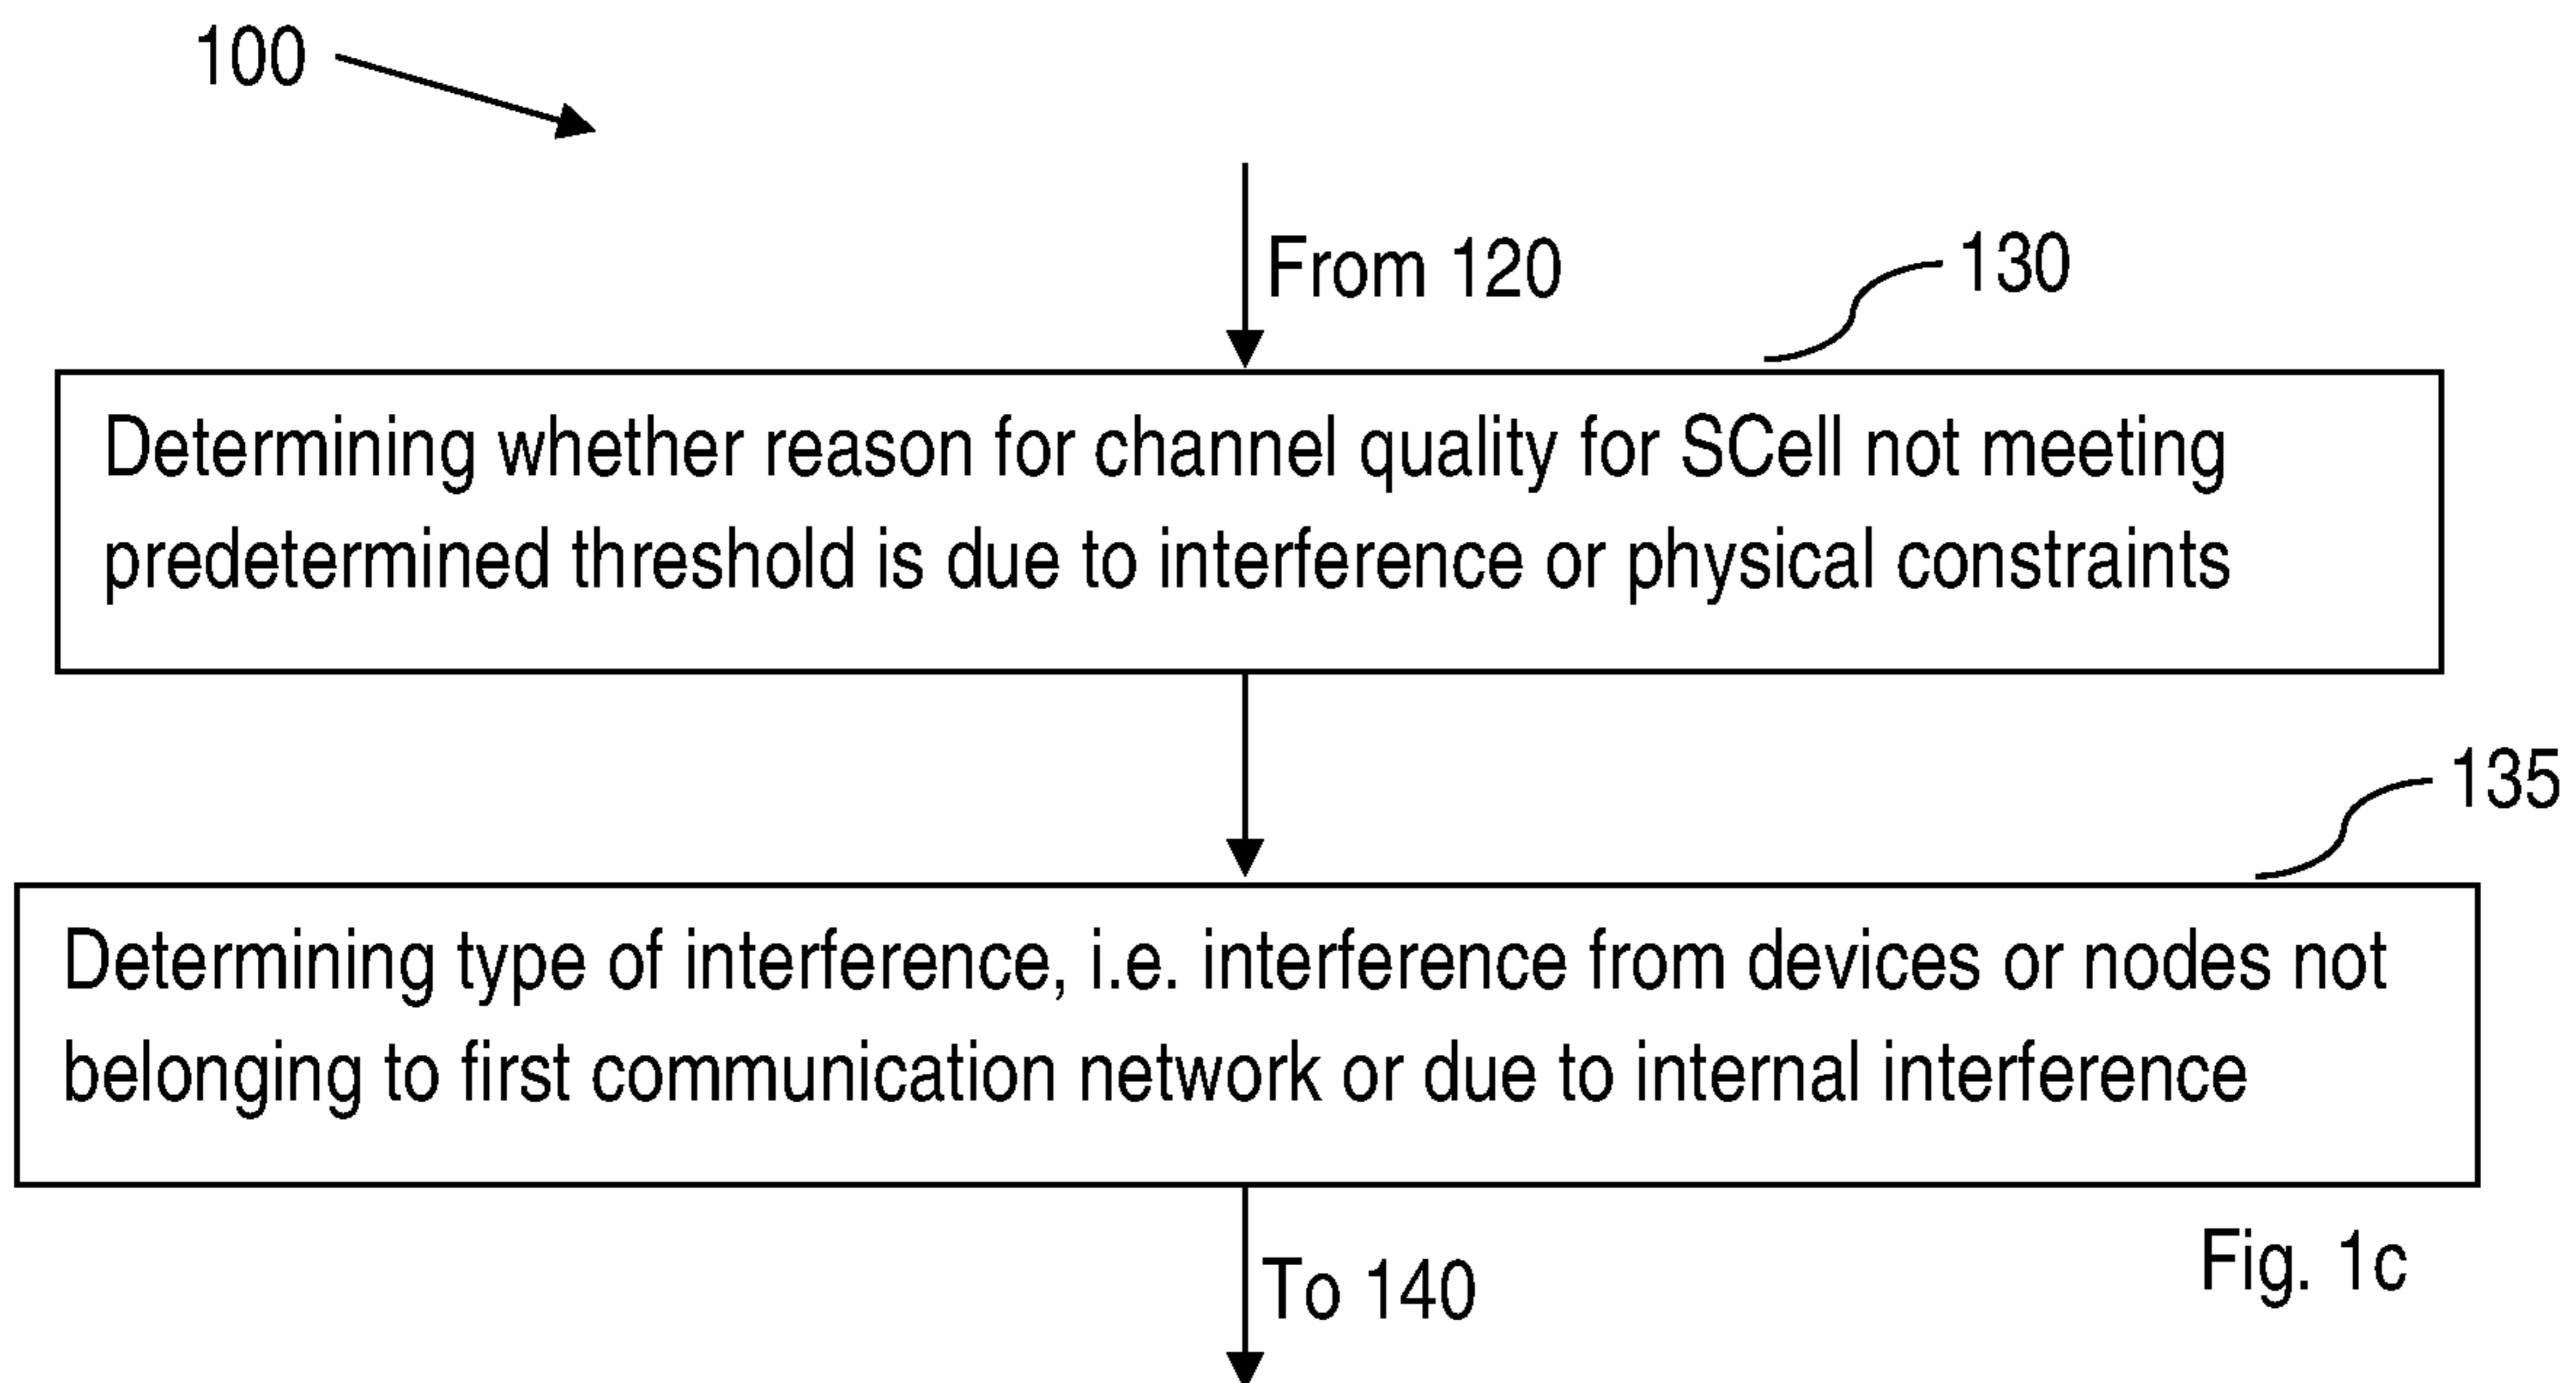 100
From 120
130
Determining whether reason for channel quality for SCell not meeting
predetermined threshold is due to interference or physical constraints
135
Determining type of interference, i.e. interference from devices or nodes not
belonging to first communication network or due to internal interference
Fig. 1c
To 140